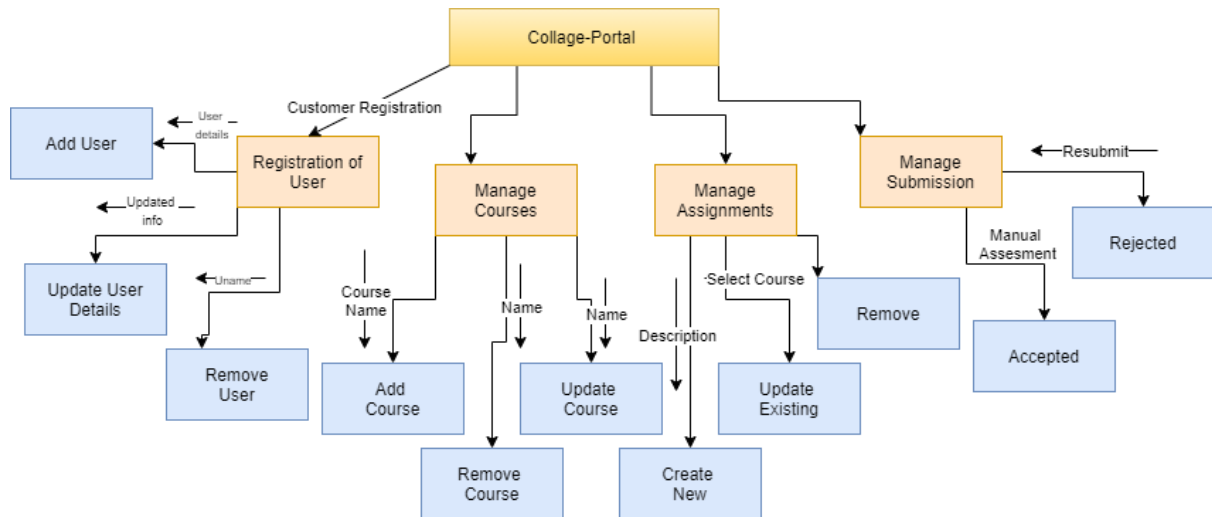 Collage-Portal
Customer Registration
User
details
Add User
Registration of
User
Manage
Courses
Manage
Assignments
Manage
Submission
Resubmit
Updated
info
Update User
Details
Uname
Remove
User
Course
Name
Name
Name
Select Course
Description
Manual
Assesment
Rejected
Remove
Accepted
Add
Course
Update
Course
Update
Existing
Remove
Course
Create
New